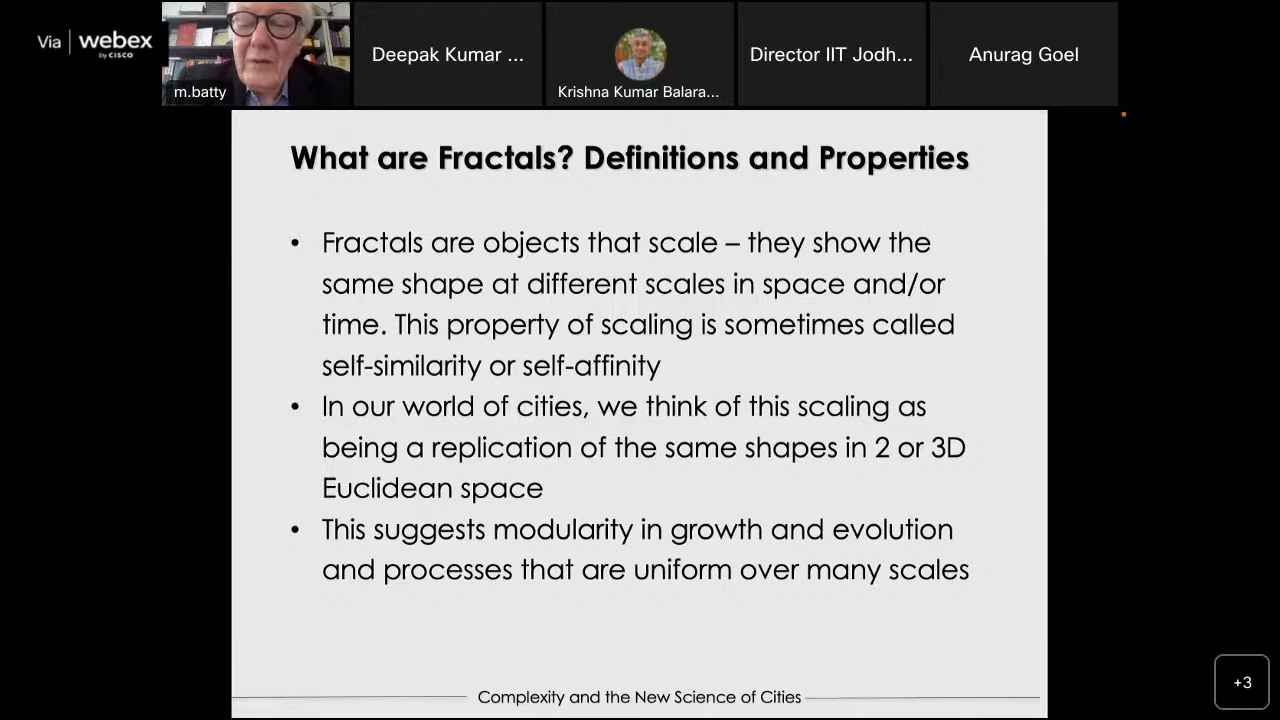 Via | webex
by CISCO
m.batty
Deepak Kumar ...
Krishna Kumar Balara...
Director IIT Jodh...
Anurag Goel
What are Fractals? Definitions and Properties
• Fractals are objects that scale – they show the
same shape at different scales in space and/or
time. This property of scaling is sometimes called
self-similarity or self-affinity
• In our world of cities, we think of this scaling as
being a replication of the same shapes in 2 or 3D
Euclidean space
• This suggests modularity in growth and evolution
and processes that are uniform over many scales
Complexity and the New Science of Cities
+3